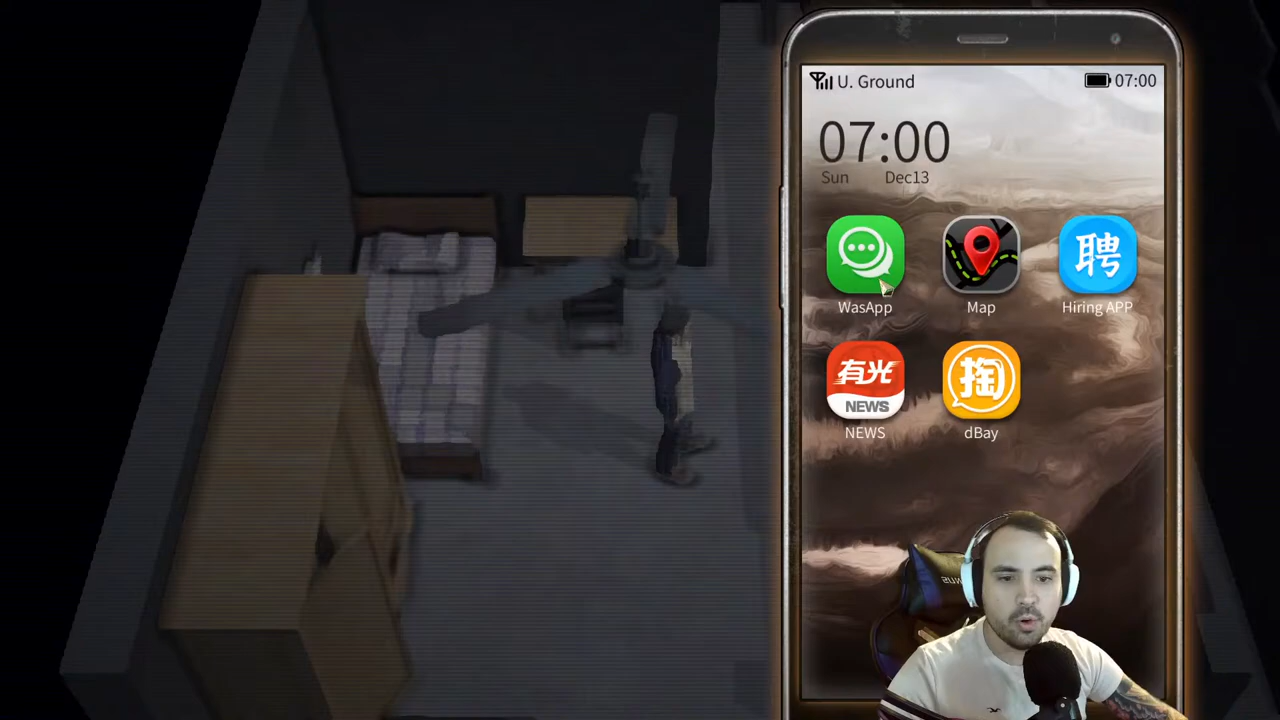 U. Ground
07:00
07:00
Sun Dec13
聘
WasApp
Map
Hiring APP
有光
NEWS
掏
NEWS
dBay